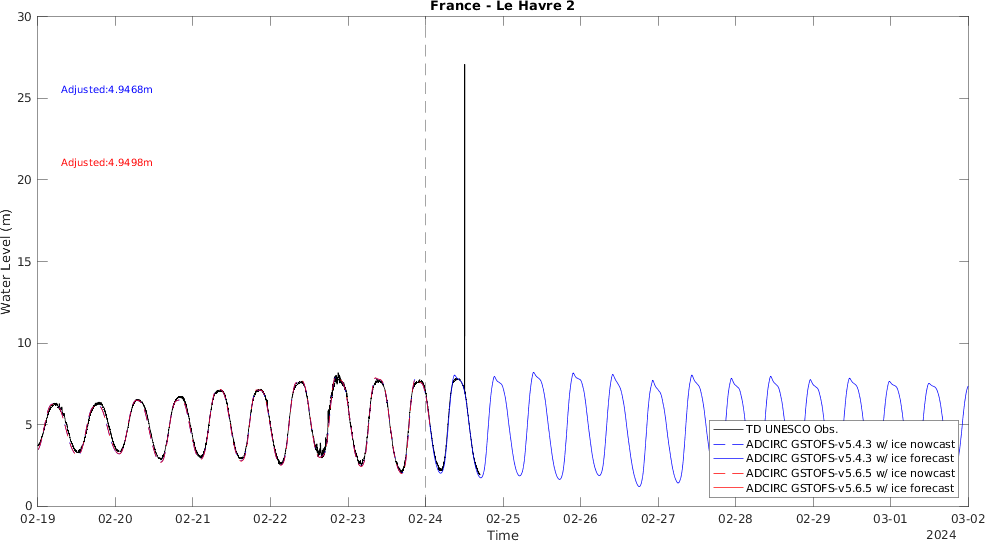 France - Le Havre 2
30
25
20
15
10
5
0
Water Level (m)
Adjusted:4.9468m
Adjusted:4.9498m
TD UNESCO Obs.
ADCIRC GSTOFS-v5.4.3 w/ ice nowcast
ADCIRC GSTOFS-v5.4.3 w/ ice forecast
ADCIRC GSTOFS-v5.6.5 w/ ice nowcast
ADCIRC GSTOFS-v5.6.5 w/ ice forecast
02-19 02-20 02-21 02-22 02-23 02-24 02-25 02-26 02-27 02-28 02-29 03-01 03-02
Time
2024